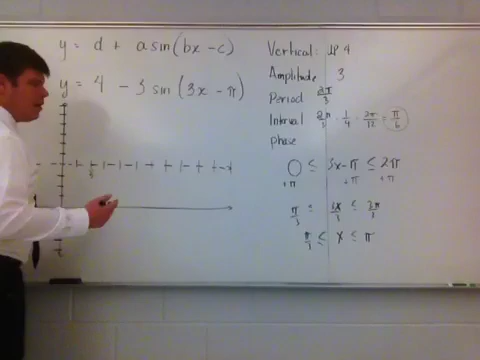 y = d + a sin(bx - c)
y = 4 - 3 sin(3x - π)
Vertical: up 4
Amplitude 3
Period 2π/3
Interval 2π/3 · 1/4 · 2π/12 = π/6
phase
0 ≤ 3x-π ≤ 2π
+π +π +π
π/3 ≤ 3x/3 ≤ 3π/3
π/3 ≤ x ≤ π